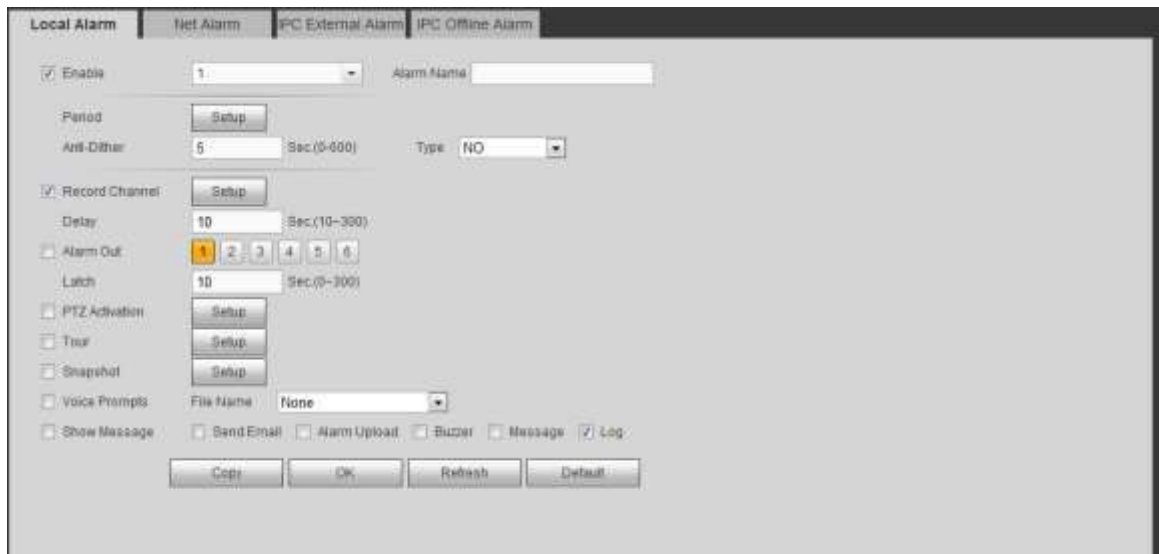 Local Alarm Net Alarm IPC External Alarm IPC Offline Alarm
Enable 1 Alarm Name
Period Setup
Anti-Dither 5 Sec.(0-600) Type NO
Record Channel Setup
Delay 10 Sec.(10~300)
Alarm Out 1 2 3 4 5 6
Latch 10 Sec.(0~300)
PTZ Activation Setup
Tour Setup
Snapshot Setup
Voice Prompts File Name None
Show Message Send Email Alarm Upload Buzzer Message Log
Copy OK Refresh Default